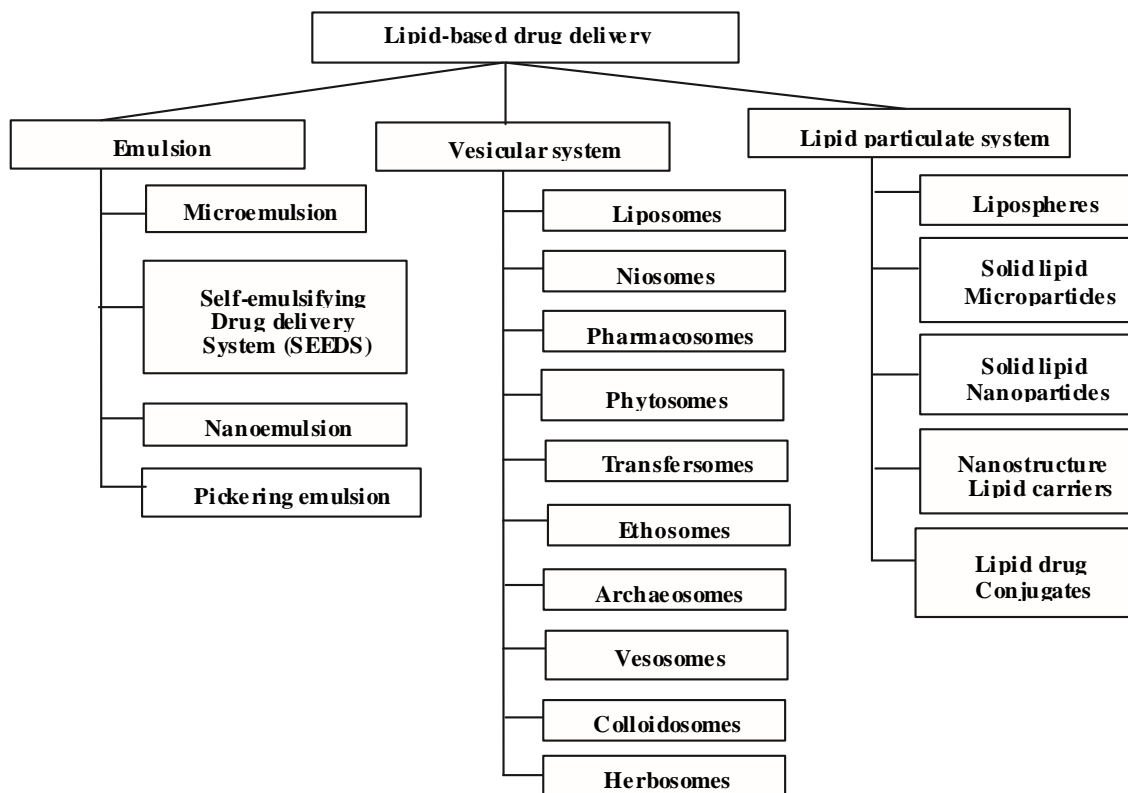 Lipid-based drug delivery
Emulsion
Microemulsion
Self-emulsifying
Drug delivery
System (SEEDS)
Nanoemulsion
Pickering emulsion
Vesicular system
Liposomes
Niosomes
Pharmacosomes
Phytosomes
Transfersomes
Ethosomes
Archaeosomes
Vesosomes
Colloidosomes
Herbosomes
Lipid particulate system
Lipospheres
Solid lipid
Microparticles
Solid lipid
Nanoparticles
Nanostructure
Lipid carriers
Lipid drug
Conjugates